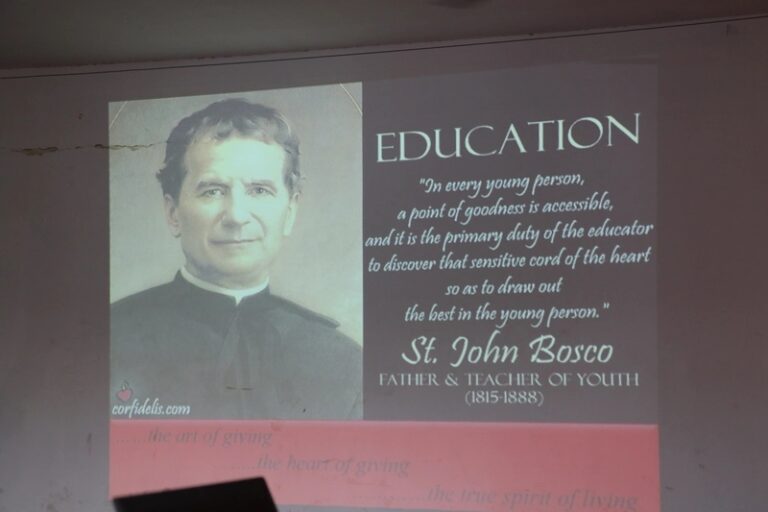 EDUCATION
"In every young person,
a point of goodness is accessible,
and it is the primary duty of the educator
to discover that sensitive cord of the heart
so as to draw out
the best in the young person."
St. John Bosco
FATHER & TEACHER OF YOUTH
(1815-1888)
corfidelis.com
......the art of giving
......the heart of giving
............the true spirit of living